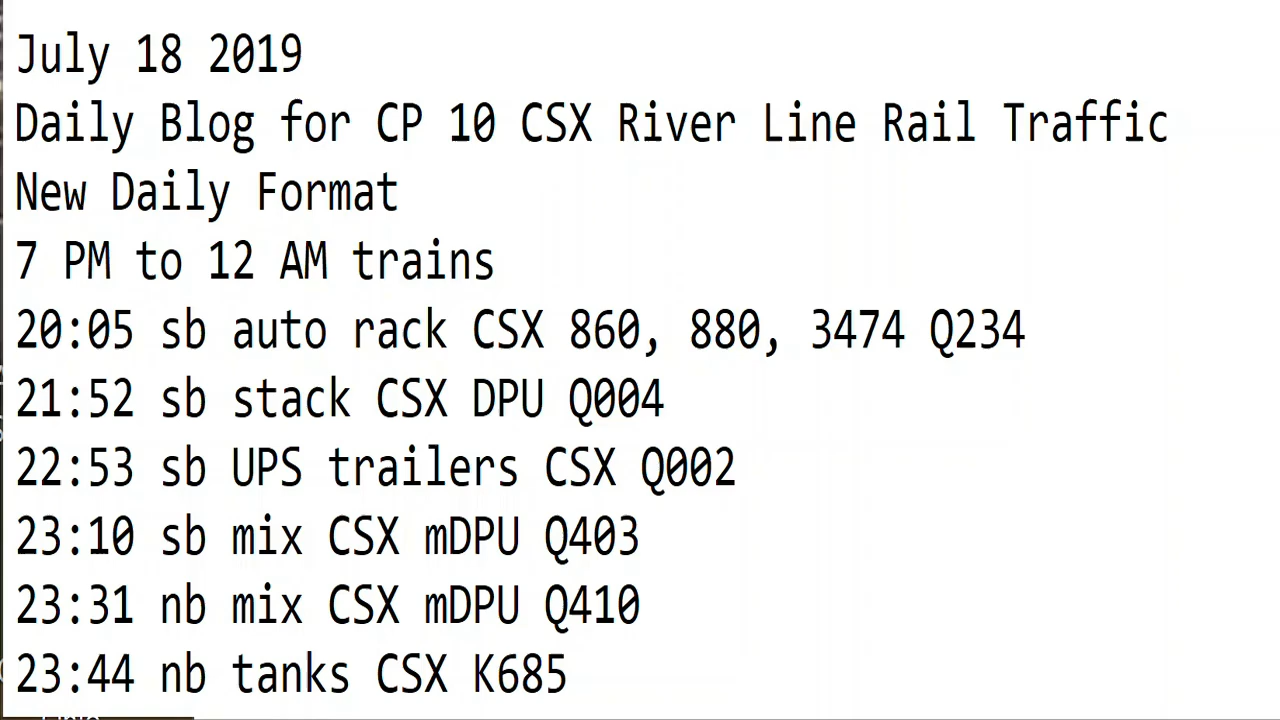 July 18 2019
Daily Blog for CP 10 CSX River Line Rail Traffic
New Daily Format
7 PM to 12 AM trains
20:05 sb auto rack CSX 860, 880, 3474 Q234
21:52 sb stack CSX DPU Q004
22:53 sb UPS trailers CSX Q002
23:10 sb mix CSX mDPU Q403
23:31 nb mix CSX mDPU Q410
23:44 nb tanks CSX K685